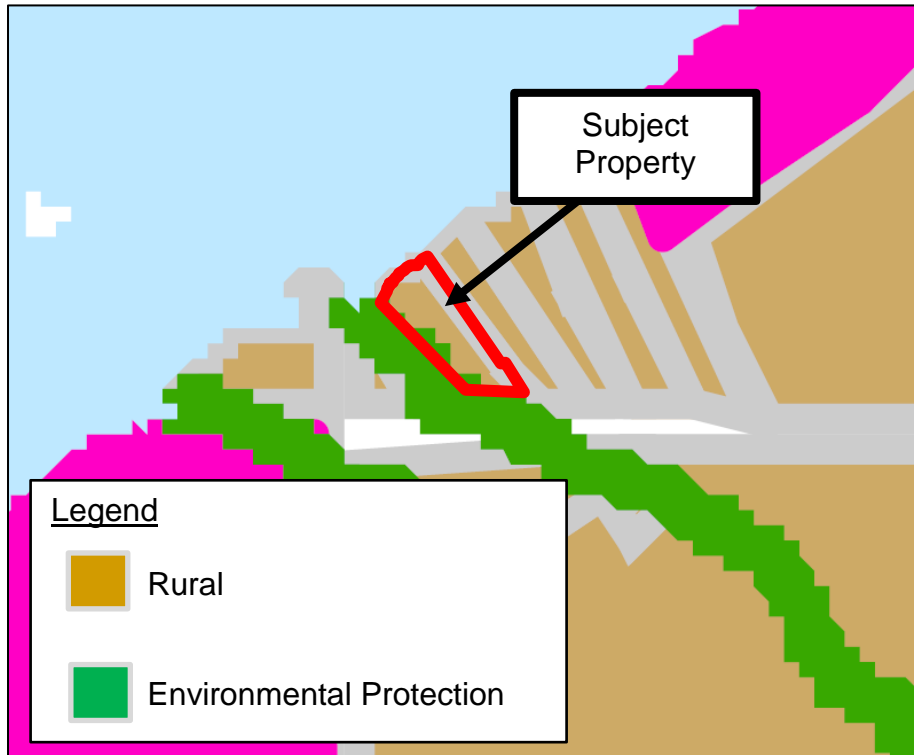 Subject
Property
Legend
Rural
Environmental Protection